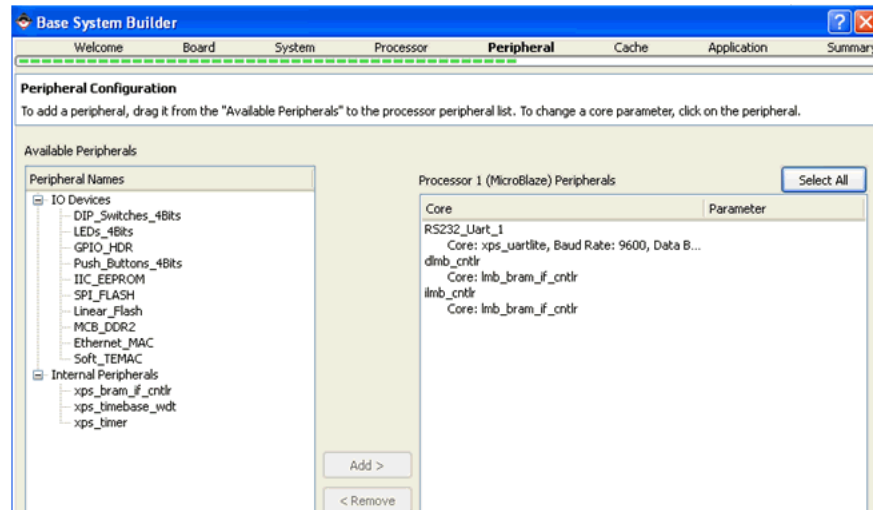 Base System Builder
Welcome Board System Processor Peripheral Cache Application Summary
Peripheral Configuration
To add a peripheral, drag it from the "Available Peripherals" to the processor peripheral list. To change a core parameter, click on the peripheral.
Available Peripherals
Peripheral Names
IO Devices
DIP_Switches_4Bits
LEDs_4Bits
GPIO_HDR
Push_Buttons_4Bits
IIC_EEPROM
SPI_FLASH
Linear_Flash
MCB_DDR2
Ethernet_MAC
Soft_TEMAC
Internal Peripherals
xps_bram_if_cntlr
xps_timebase_wdt
xps_timer
Add >
< Remove
Processor 1 (MicroBlaze) Peripherals
Select All
Core Parameter
RS232_Uart_1
Core: xps_uartlite, Baud Rate: 9600, Data B...
dlmb_cntlr
Core: lmb_bram_if_cntlr
ilmb_cntlr
Core: lmb_bram_if_cntlr